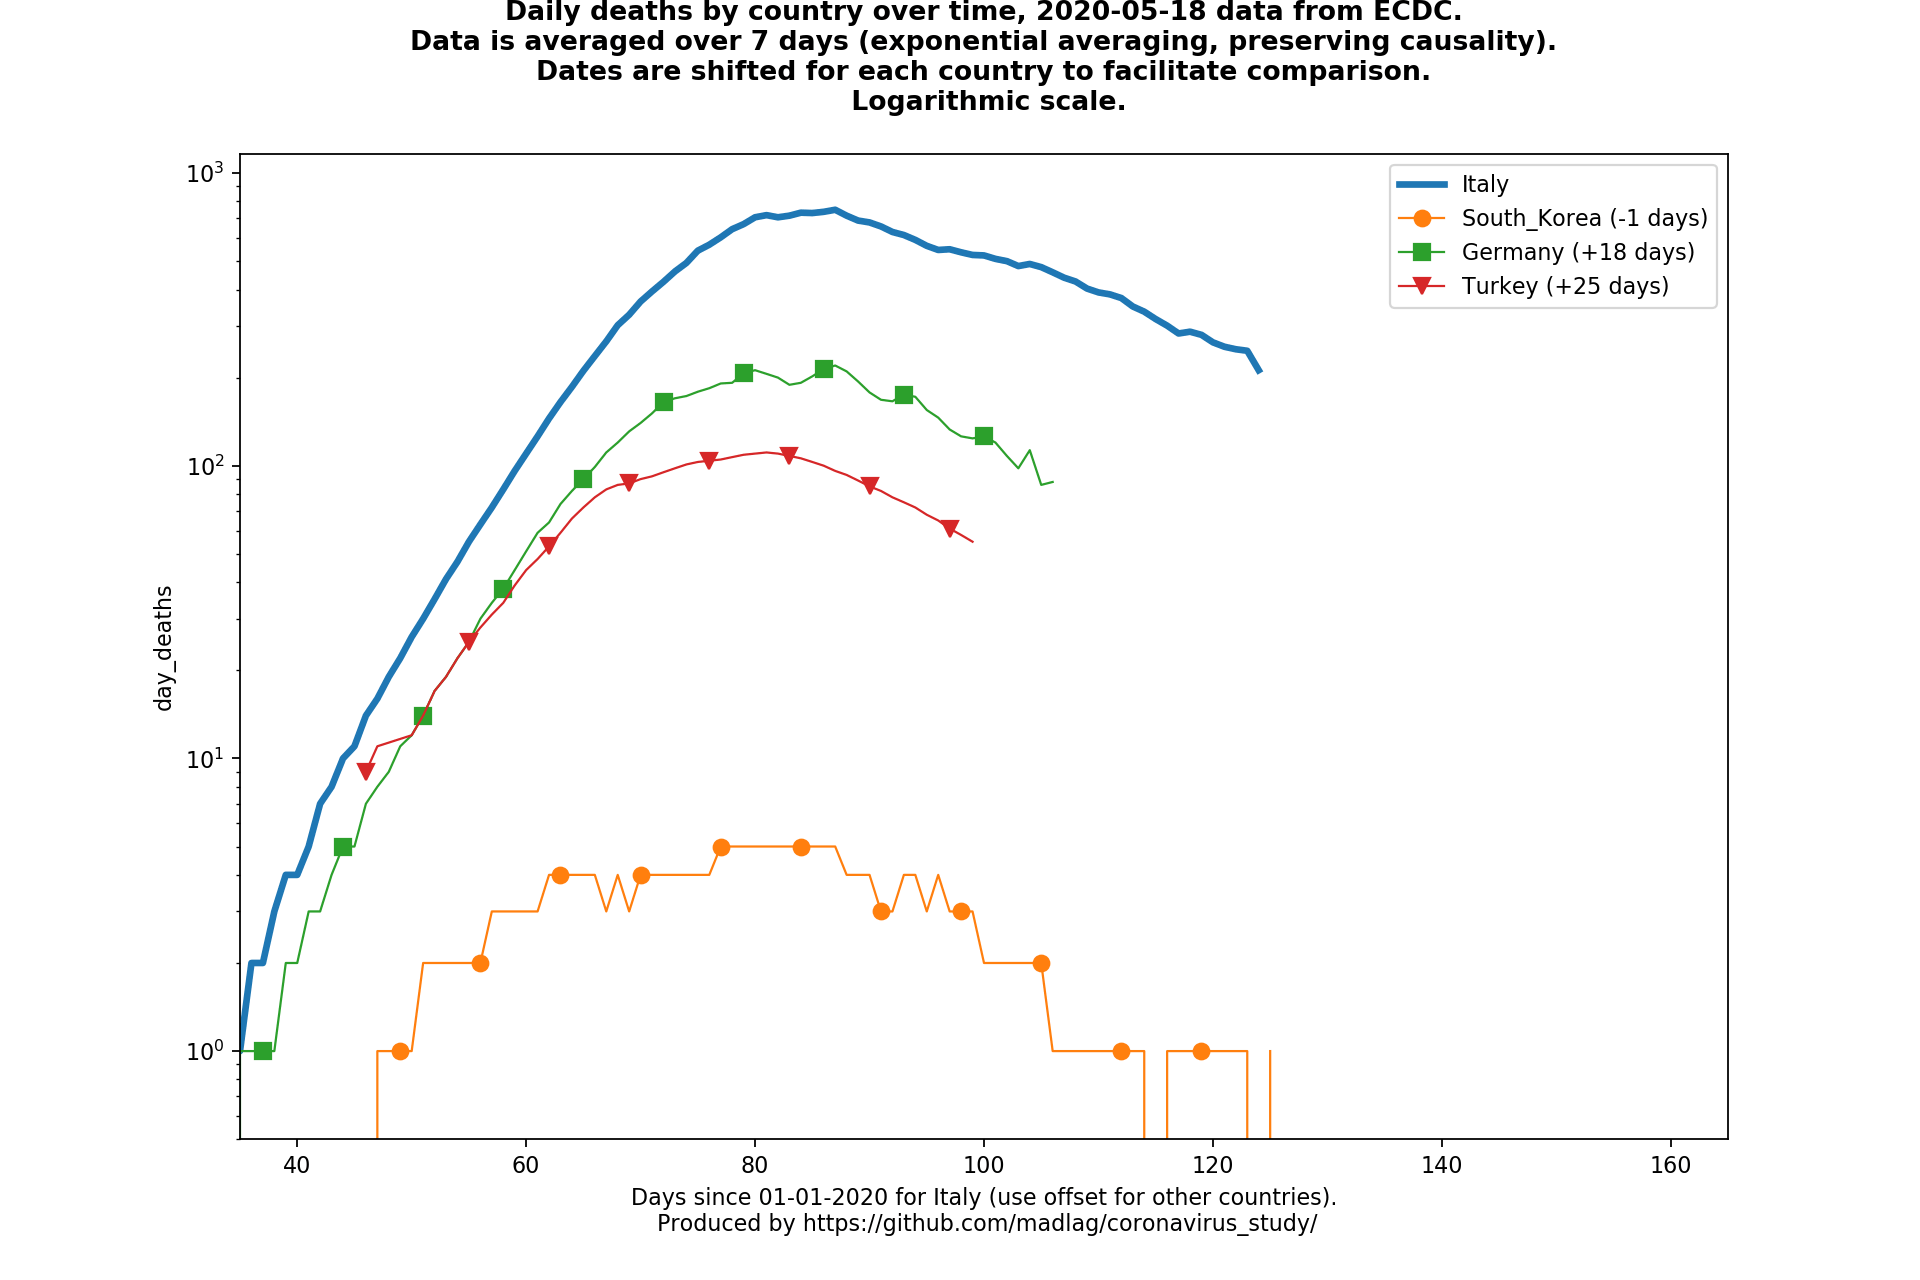 Daily deaths by country over time, 2020-05-18 data from ECDC.
Data is averaged over 7 days (exponential averaging, preserving causality).
Dates are shifted for each country to facilitate comparison.
Logarithmic scale.
10³
10²
10¹
10⁰
day_deaths
Italy
South_Korea (-1 days)
Germany (+18 days)
Turkey (+25 days)
40 60 80 100 120 140 160
Days since 01-01-2020 for Italy (use offset for other countries).
Produced by https://github.com/madlag/coronavirus_study/